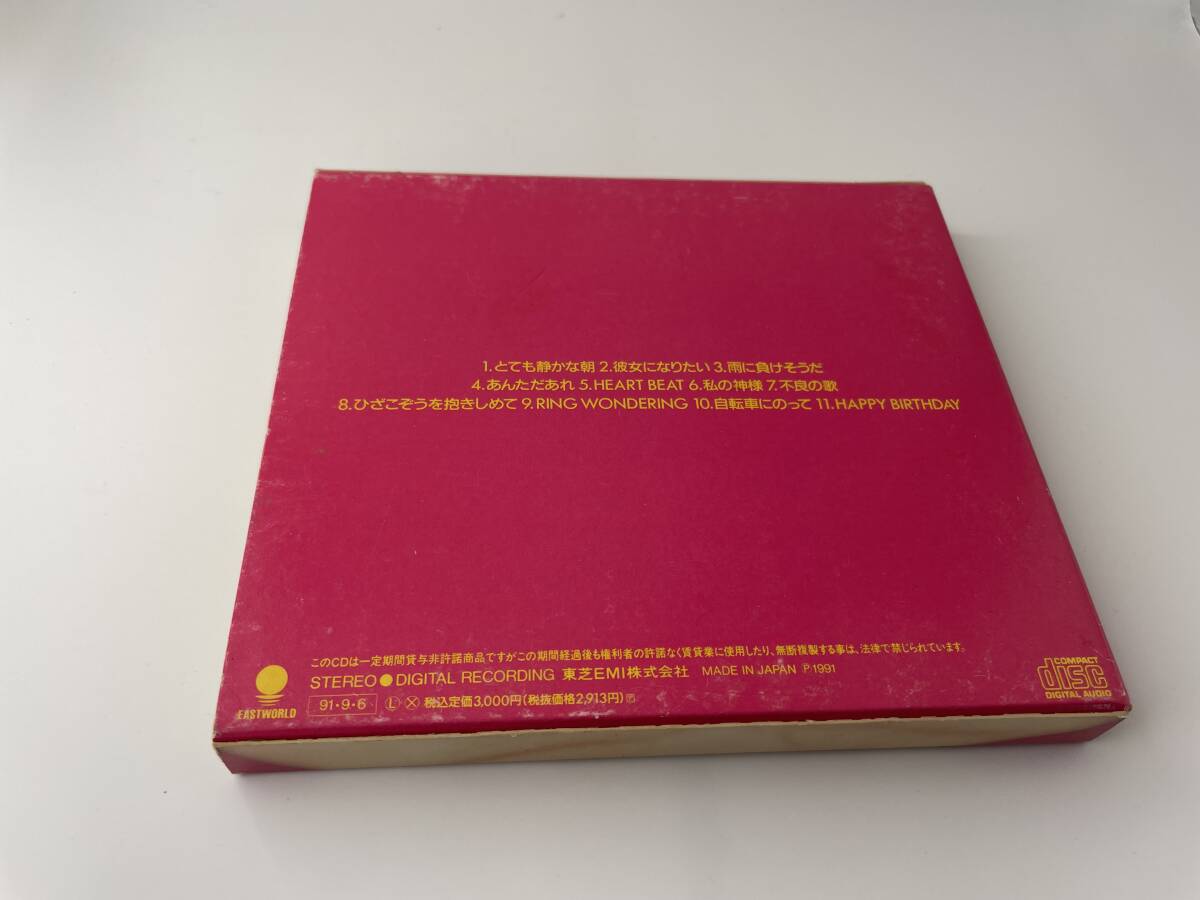 1.とても静かな朝 2.彼女になりたい 3.雨に負けそうだ
4.あんただあれ 5.HEART BEAT 6.私の神様 7.不良の歌
8.ひざこぞうを抱きしめて 9.RING WONDERING 10.自転車にのって 11.HAPPY BIRTHDAY
このCDは一定期間貸与非許諾商品ですがこの期間経過後も権利者の許諾なく賃貸業に使用したり、無断複製する事は、法律で禁じられています。
STEREO●DIGITAL RECORDING 東芝EMI株式会社 MADE IN JAPAN Ⓟ1991
EASTWORLD
91・9・6 Ⓛ Ⓧ 税込定価3,000円(税抜価格2,913円)
COMPACT
disc
DIGITAL AUDIO